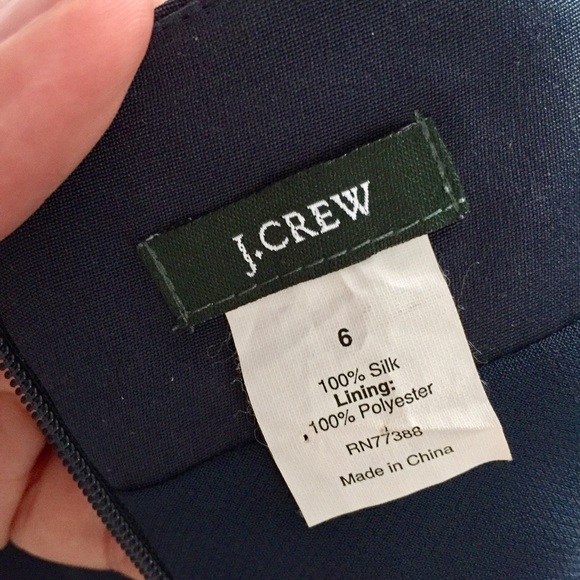 J.CREW
6
100% Silk
Lining:
100% Polyester
RN77388
Made in China